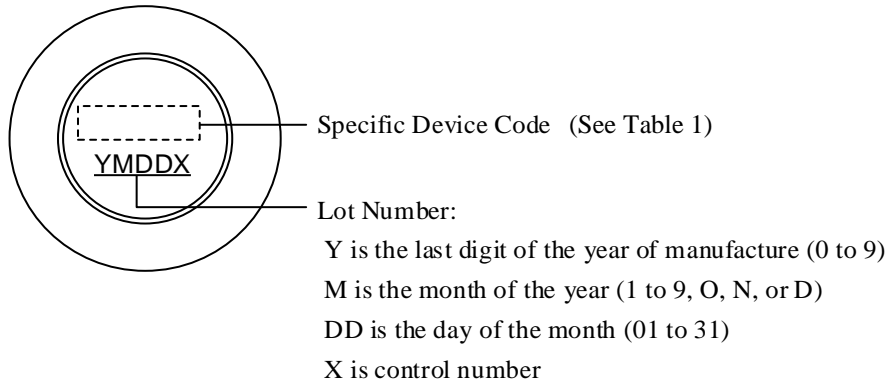 Specific Device Code (See Table 1)
YMDDX
Lot Number:
Y is the last digit of the year of manufacture (0 to 9)
M is the month of the year (1 to 9, O, N, or D)
DD is the day of the month (01 to 31)
X is control number